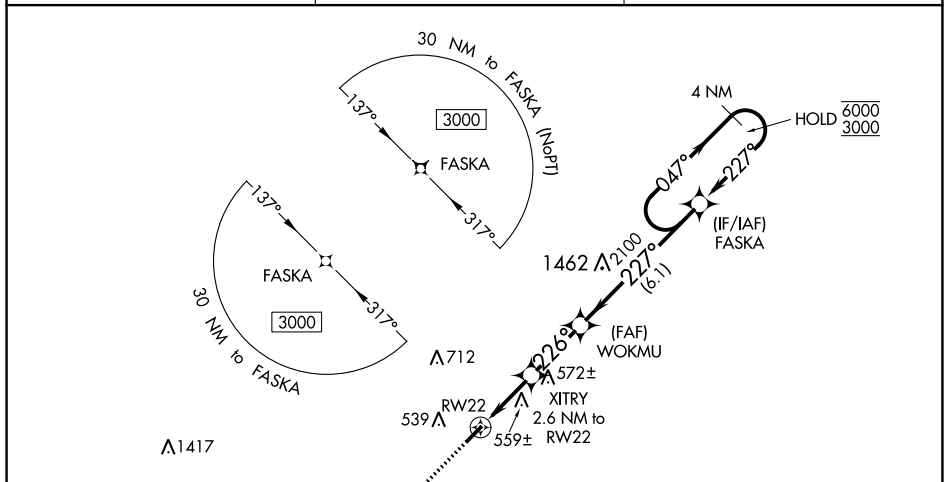 30 NM to FASKA (NoPT)
137°
3000
FASKA
317°
4 NM
HOLD 6000
3000
047°
227°
(IF/IAF)
FASKA
137°
FASKA
317°
3000
30 NM to FASKA
1462
2100
227°
(6.1)
(FAF)
WOKMU
226°
712
572±
XITRY
2.6 NM to
RW22
RW22
539
559±
1417